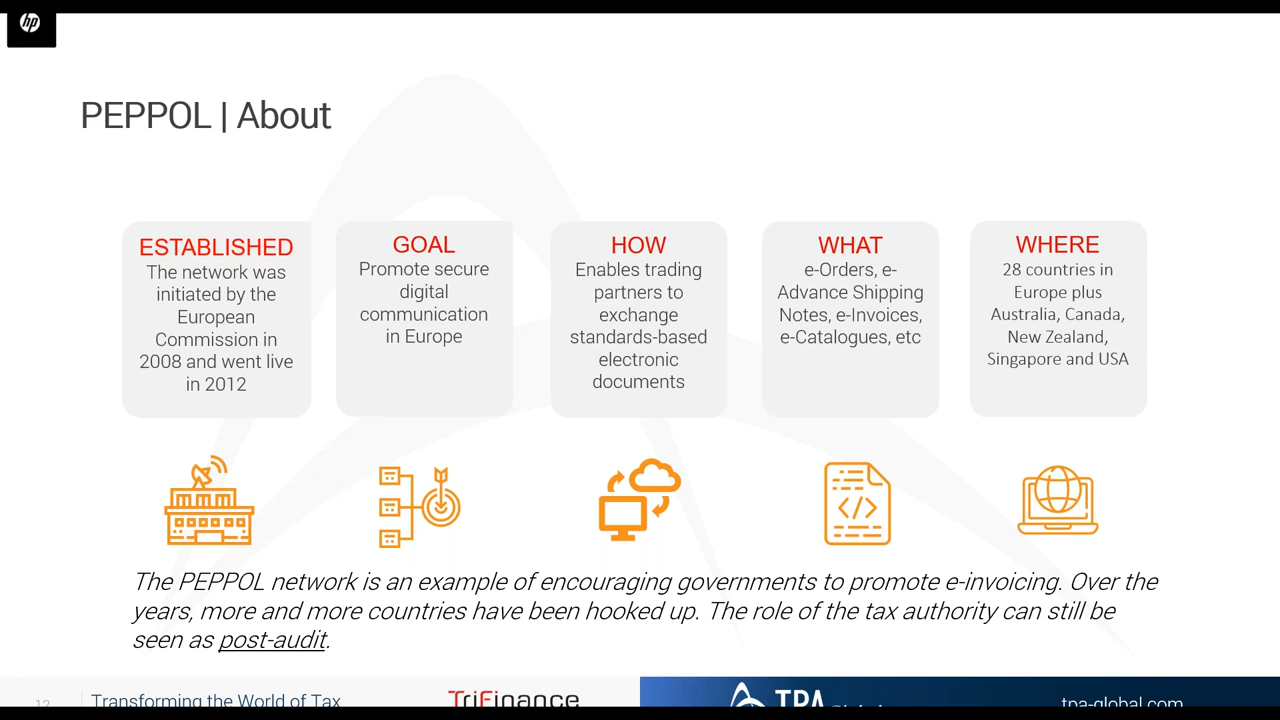 hp
PEPPOL | About
ESTABLISHED
The network was
initiated by the
European
Commission in
2008 and went live
in 2012
GOAL
Promote secure
digital
communication
in Europe
HOW
Enables trading
partners to
exchange
standards-based
electronic
documents
WHAT
e-Orders, e-
Advance Shipping
Notes, e-Invoices,
e-Catalogues, etc
WHERE
28 countries in
Europe plus
Australia, Canada,
New Zealand,
Singapore and USA
</>
The PEPPOL network is an example of encouraging governments to promote e-invoicing. Over the
years, more and more countries have been hooked up. The role of the tax authority can still be
seen as post-audit.
12
Transforming the World of Tax
TriFinance
TPA Global
tpa-global.com